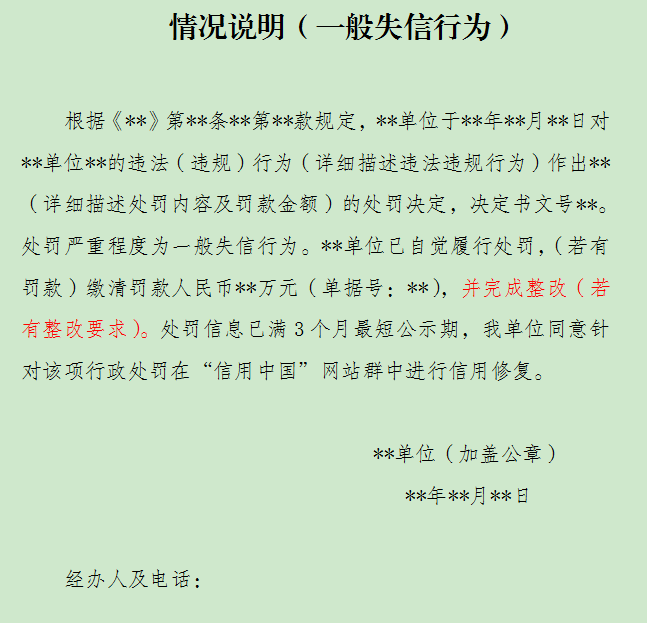 情况说明（一般失信行为）
根据《**》第**条**第**款规定，**单位于**年**月**日对
**单位**的违法（违规）行为（详细描述违法违规行为）作出**
（详细描述处罚内容及罚款金额）的处罚决定，决定书文号**。
处罚严重程度为一般失信行为。**单位已自觉履行处罚，（若有
罚款）缴清罚款人民币**万元（单据号：**），并完成整改（若
有整改要求）。处罚信息已满3个月最短公示期，我单位同意针
对该项行政处罚在“信用中国”网站群中进行信用修复。
**单位（加盖公章）
**年**月**日
经办人及电话：